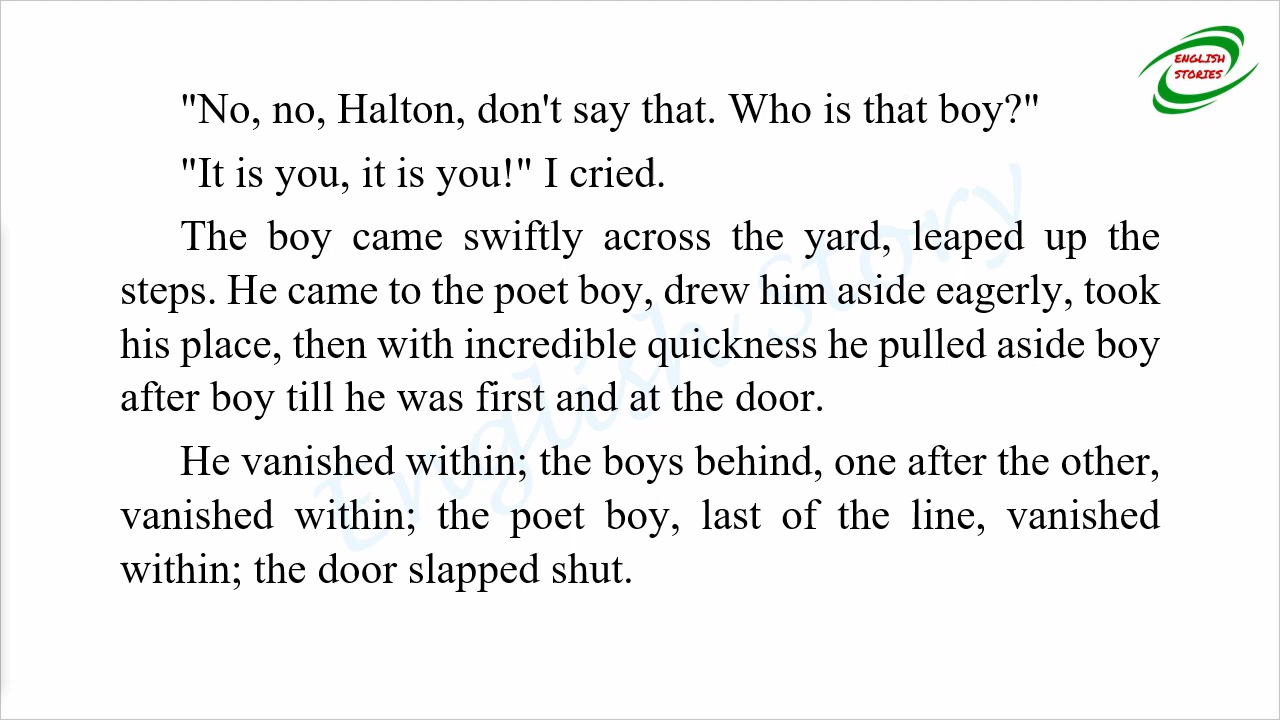 ENGLISH
STORIES
"No, no, Halton, don't say that. Who is that boy?"
"It is you, it is you!" I cried.
The boy came swiftly across the yard, leaped up the
steps. He came to the poet boy, drew him aside eagerly, took
his place, then with incredible quickness he pulled aside boy
after boy till he was first and at the door.
He vanished within; the boys behind, one after the other,
vanished within; the poet boy, last of the line, vanished
within; the door slapped shut.
English story